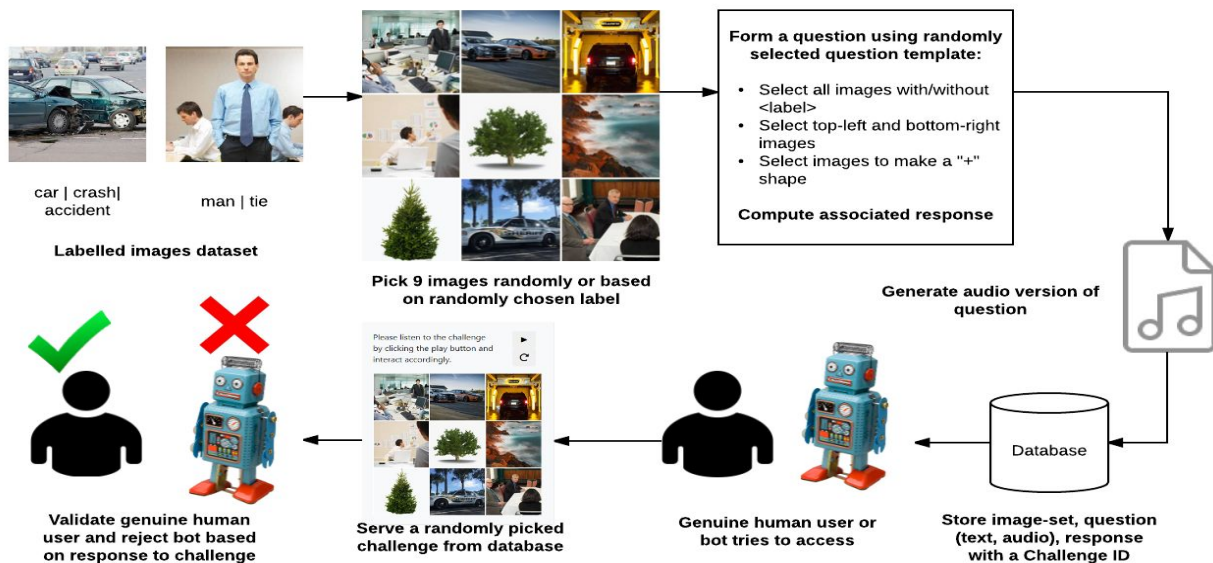 car | crash|
accident
man | tie
Labelled images dataset
Pick 9 images randomly or based
on randomly chosen label
Form a question using randomly
selected question template:
• Select all images with/without
<label>
• Select top-left and bottom-right
images
• Select images to make a "+"
shape
Compute associated response
Generate audio version of
question
Database
Store image-set, question
(text, audio), response
with a Challenge ID
Genuine human user or
bot tries to access
Please listen to the challenge
by clicking the play button and
interact accordingly.
Serve a randomly picked
challenge from database
Validate genuine human
user and reject bot based
on response to challenge